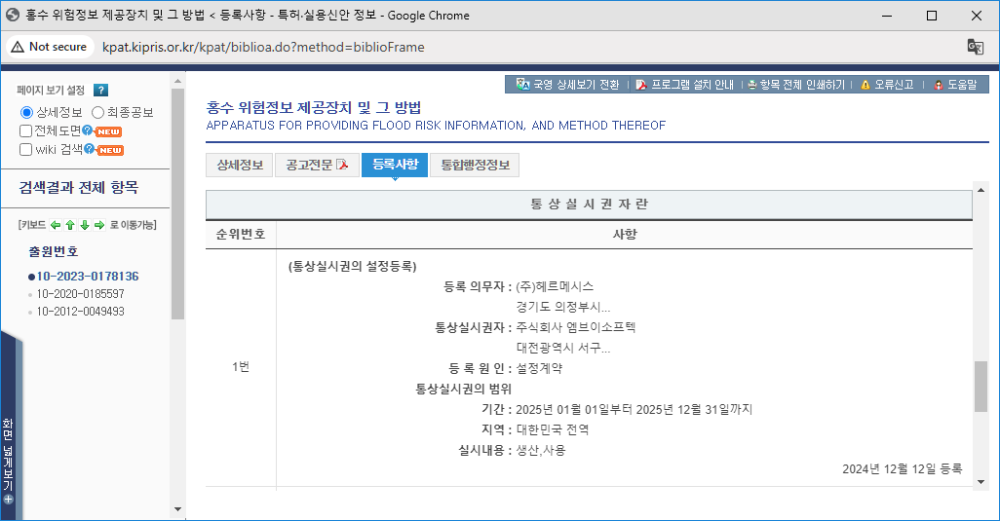 홍수 위험정보 제공장치 및 그 방법 < 등록사항 - 특허·실용신안 정보 - Google Chrome
Not secure kpat.kipris.or.kr/kpat/biblioa.do?method=biblioFrame
국영 상세보기 전환 | 프로그램 설치 안내 | 항목 전체 인쇄하기 | 오류신고 | 도움말
페이지 보기 설정 ?
상세정보 최종공보
전체도면 ? NEW
wiki 검색 ? NEW
검색결과 전체 항목
[키보드 ← ↑ ↓ → 로 이동가능]
출원번호
10-2023-0178136
10-2020-0185597
10-2012-0049493
화면 넓게보기
홍수 위험정보 제공장치 및 그 방법
APPARATUS FOR PROVIDING FLOOD RISK INFORMATION, AND METHOD THEREOF
상세정보 공고전문 등록사항 통합행정정보
통 상 실 시 권 자 란
순위번호 사항
1번
(통상실시권의 설정등록)
등록 의무자 : (주)헤르메시스
경기도 의정부시...
통상실시권자 : 주식회사 엠브이소프텍
대전광역시 서구...
등 록 원 인 : 설정계약
통상실시권의 범위
기간 : 2025년 01월 01일부터 2025년 12월 31일까지
지역 : 대한민국 전역
실시내용 : 생산,사용
2024년 12월 12일 등록